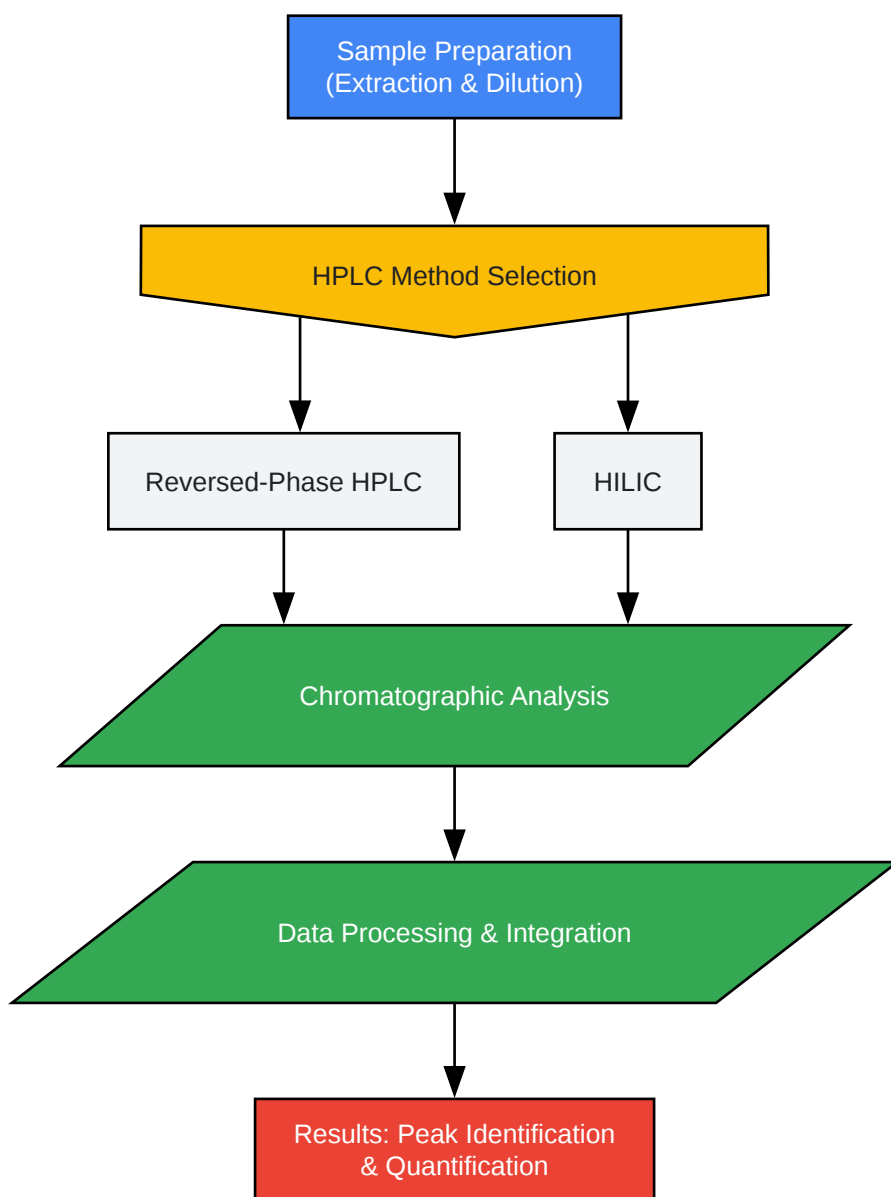 Sample Preparation
(Extraction & Dilution)
HPLC Method Selection
Reversed-Phase HPLC
HILIC
Chromatographic Analysis
Data Processing & Integration
Results: Peak Identification
& Quantification